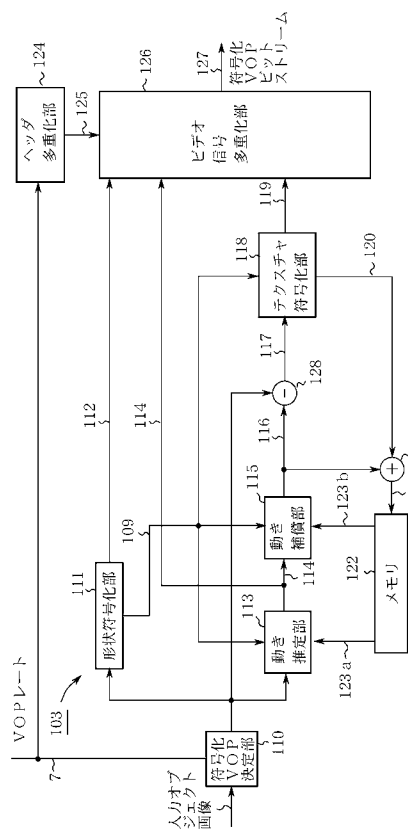 VOPレート
7
103
入力オブ
ジェクト
画像
符号化
VOP
決定部
110
111
形状符号化部
109
112
114
113
動き
推定部
114
115
動き
補償部
116
123a
123b
122
メモリ
117
128
118
テクスチャ
符号化部
119
120
124
ヘッダ
多重化部
125
126
ビデオ
信号
多重化部
127
符号化
VOP
ビット
ストリーム